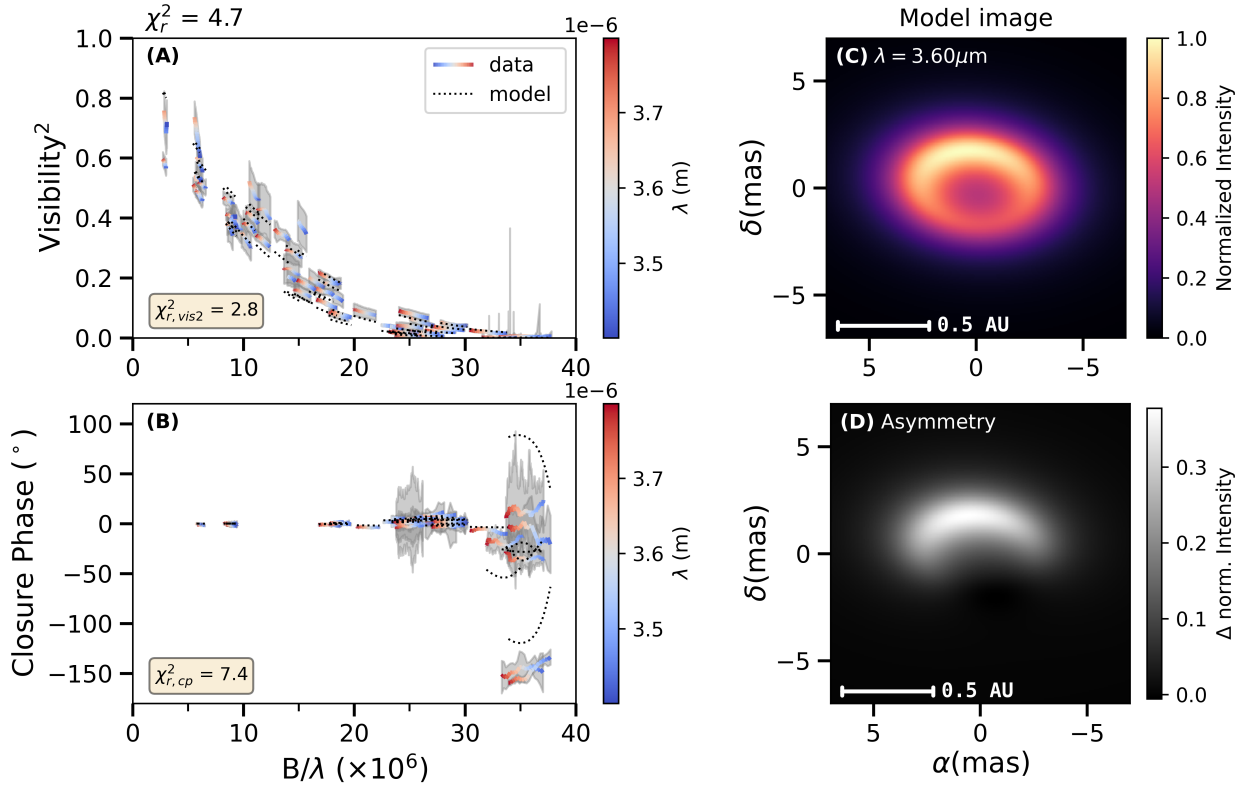 χ²ᵣ = 4.7
1e−6
Model image
(A)
data
model
1.0
0.8
0.6
0.4
0.2
0.0
Visibility²
χ²r,vis2 = 2.8
0
10
20
30
40
3.7
3.6
3.5
λ (m)
(C) λ = 3.60μm
5
0
−5
δ(mas)
0.5 AU
5
0
−5
1.0
0.8
0.6
0.4
0.2
0.0
Normalized Intensity
1e−6
(B)
100
50
0
−50
−100
−150
Closure Phase (°)
χ²r,cp = 7.4
0
10
20
30
40
B/λ (×10⁶)
3.7
3.6
3.5
λ (m)
(D) Asymmetry
5
0
−5
δ(mas)
0.5 AU
5
0
−5
α(mas)
0.3
0.2
0.1
0.0
Δ norm. Intensity